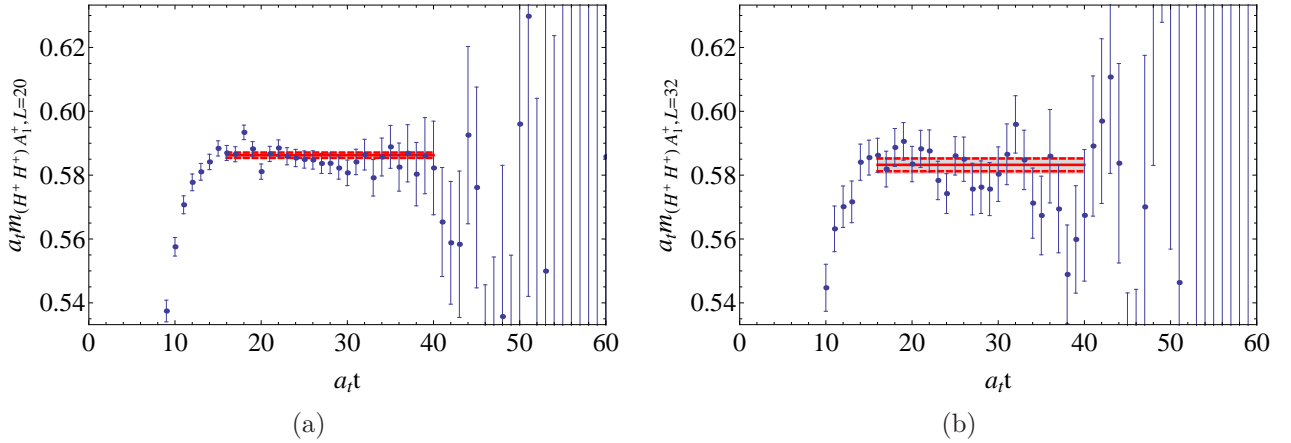 a_t m_{(H^+ H^+) A_1^+, L=20}
0.62
0.60
0.58
0.56
0.54
0 10 20 30 40 50 60
a_t t
(a)
a_t m_{(H^+ H^+) A_1^+, L=32}
0.62
0.60
0.58
0.56
0.54
0 10 20 30 40 50 60
a_t t
(b)